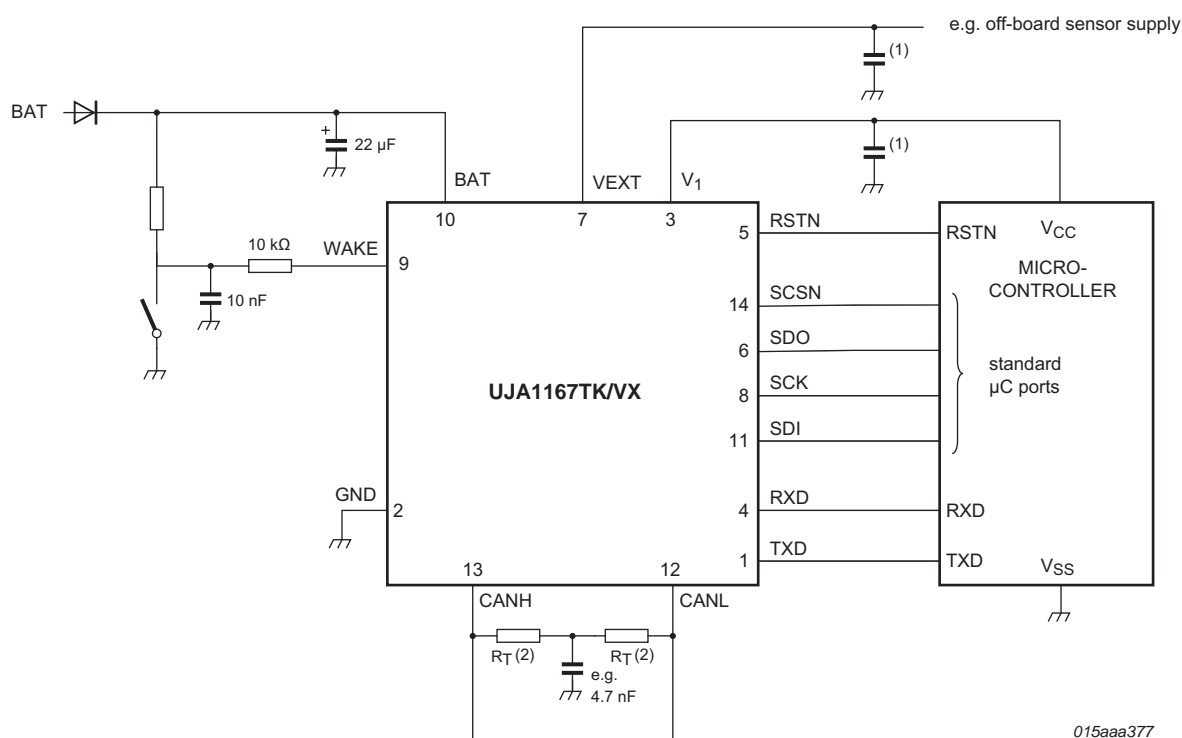 e.g. off-board sensor supply
(1)
BAT
22 µF
+
(1)
BAT
VEXT
V1
10
7
3
10 kΩ
WAKE
9
10 nF
5
RSTN
RSTN
VCC
MICRO-
CONTROLLER
14
SCSN
6
SDO
8
SCK
11
SDI
standard
µC ports
UJA1167TK/VX
GND
2
4
RXD
RXD
1
TXD
TXD
VSS
13
12
CANH
CANL
RT (2)
RT (2)
e.g.
4.7 nF
015aaa377